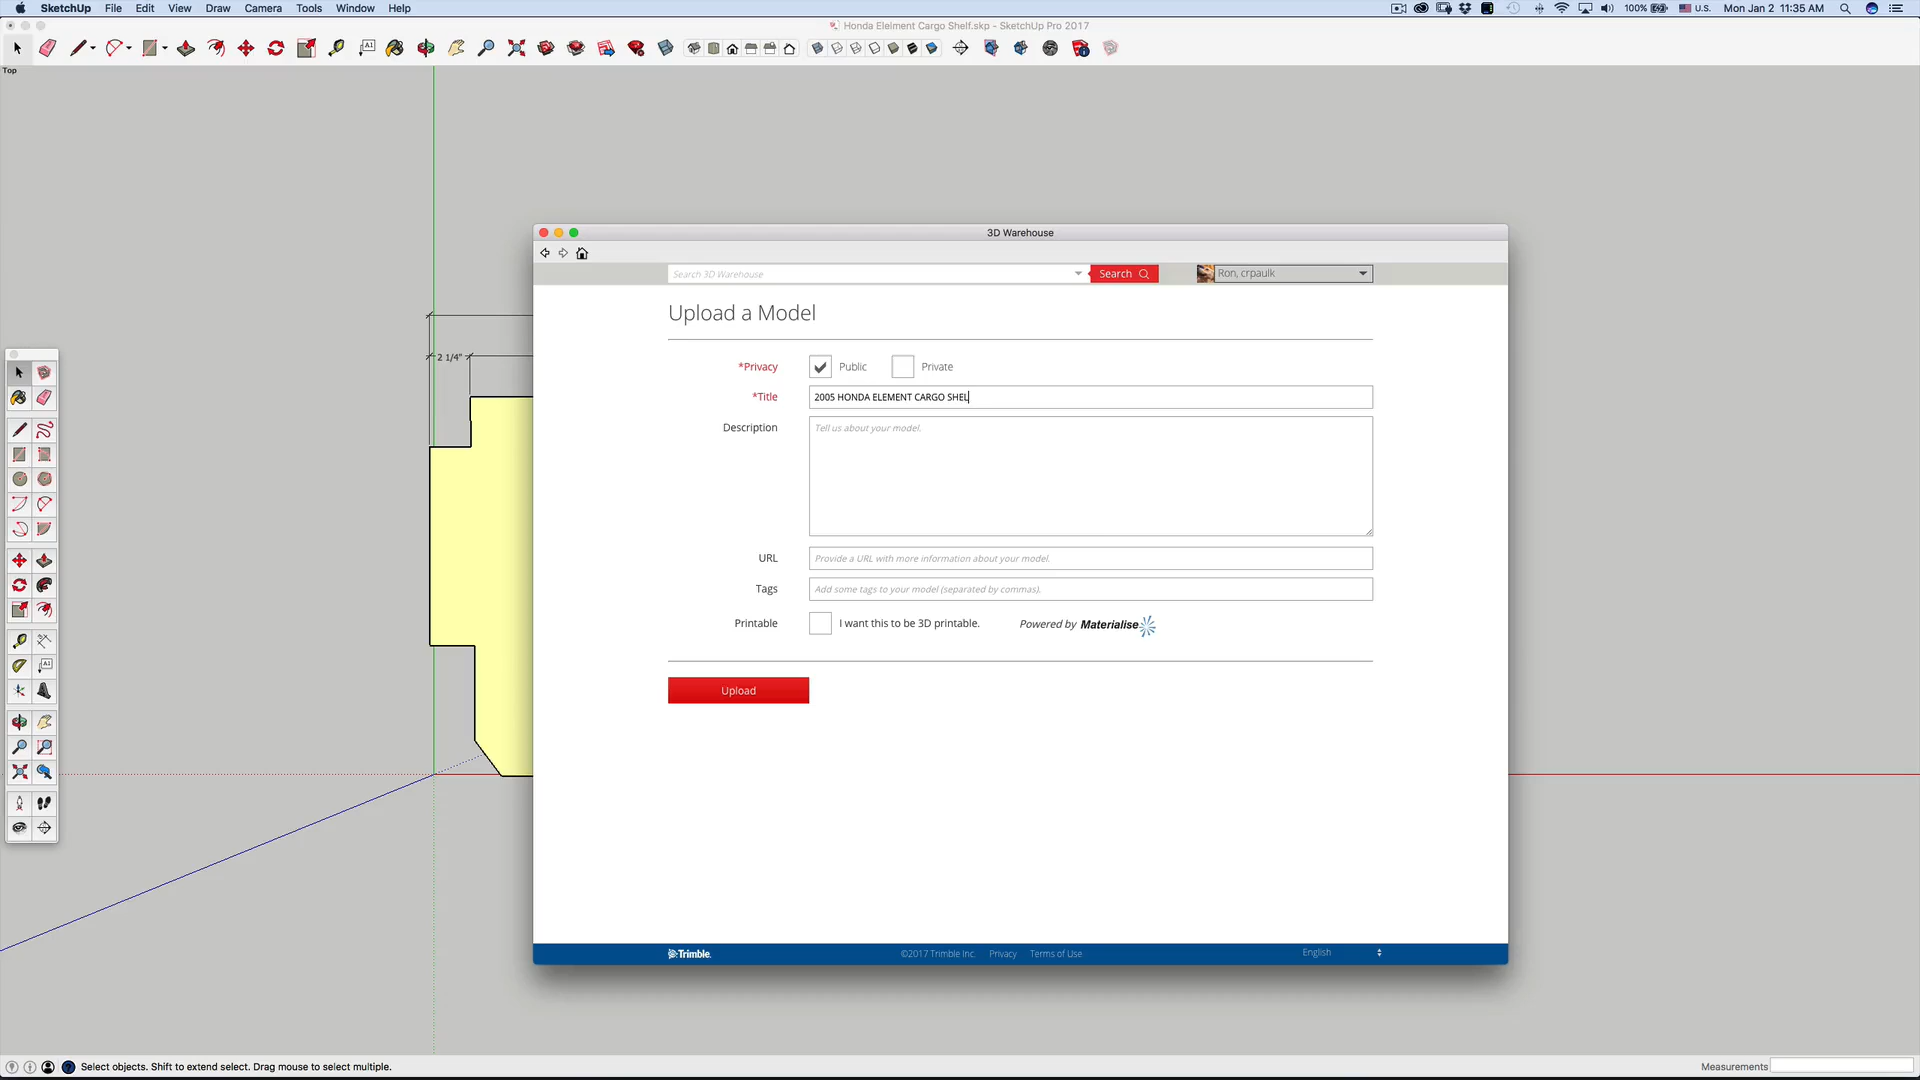 SketchUp File Edit View Draw Camera Tools Window Help
100% U.S. Mon Jan 2 11:35 AM
Honda Elelment Cargo Shelf.skp - SketchUp Pro 2017
Top
3D Warehouse
Search 3D Warehouse Search Ron, crpaulk
Upload a Model
*Privacy Public Private
*Title 2005 HONDA ELEMENT CARGO SHEL
Description Tell us about your model.
2 1/4"
URL Provide a URL with more information about your model.
Tags Add some tags to your model (separated by commas).
Printable I want this to be 3D printable. Powered by Materialise
Upload
Trimble. ©2017 Trimble Inc. Privacy Terms of Use English
Select objects. Shift to extend select. Drag mouse to select multiple. Measurements